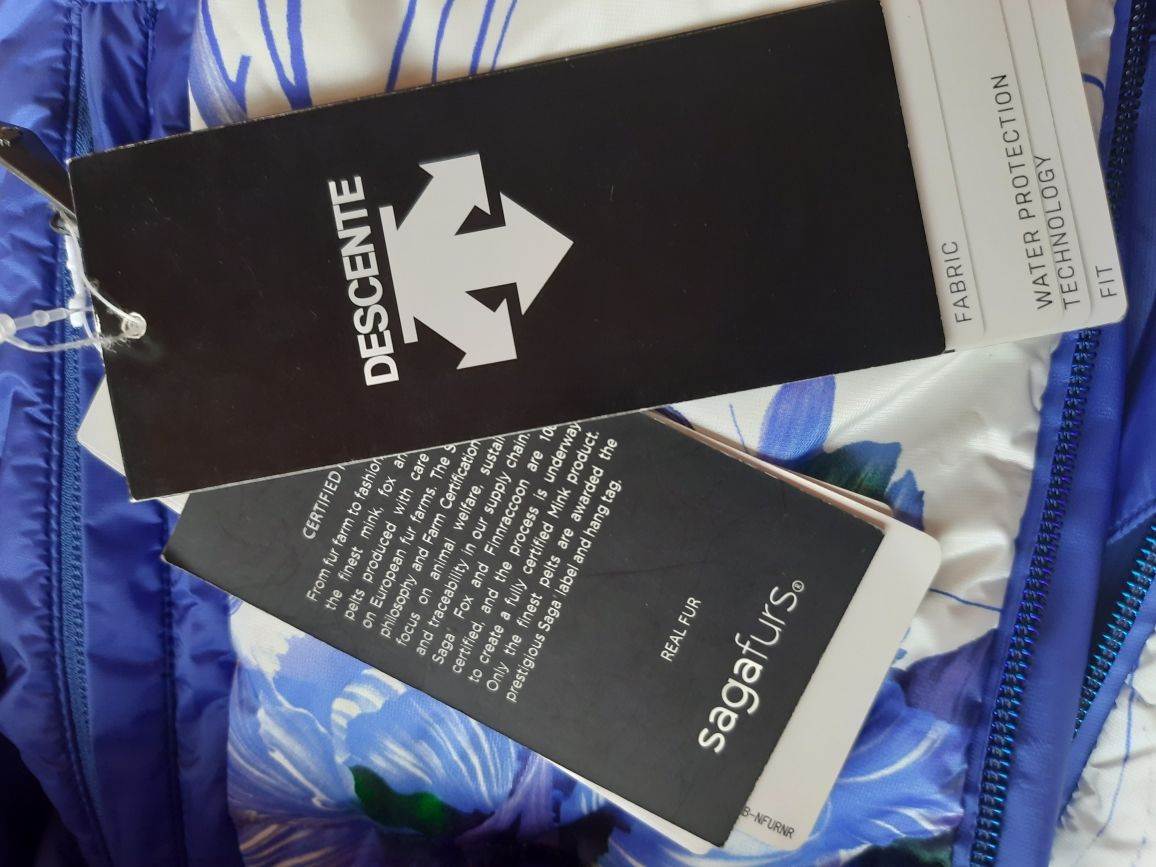 DESCENTE
FABRIC
WATER PROTECTION
TECHNOLOGY
FIT
CERTIFIED
From fur farm to fashion
the finest mink, fox
pelts produced with care
on European fur farms. The
philosophy and Farm Certification
focus on animal welfare,
and traceability in our supply chain.
Saga Fox and Finnraccoon are
certified, and the process is underway
to create a fully certified Mink product.
Only the finest pelts are awarded the
prestigious Saga label and hang tag.
REAL FUR
sagafurs®
B-NFURNR